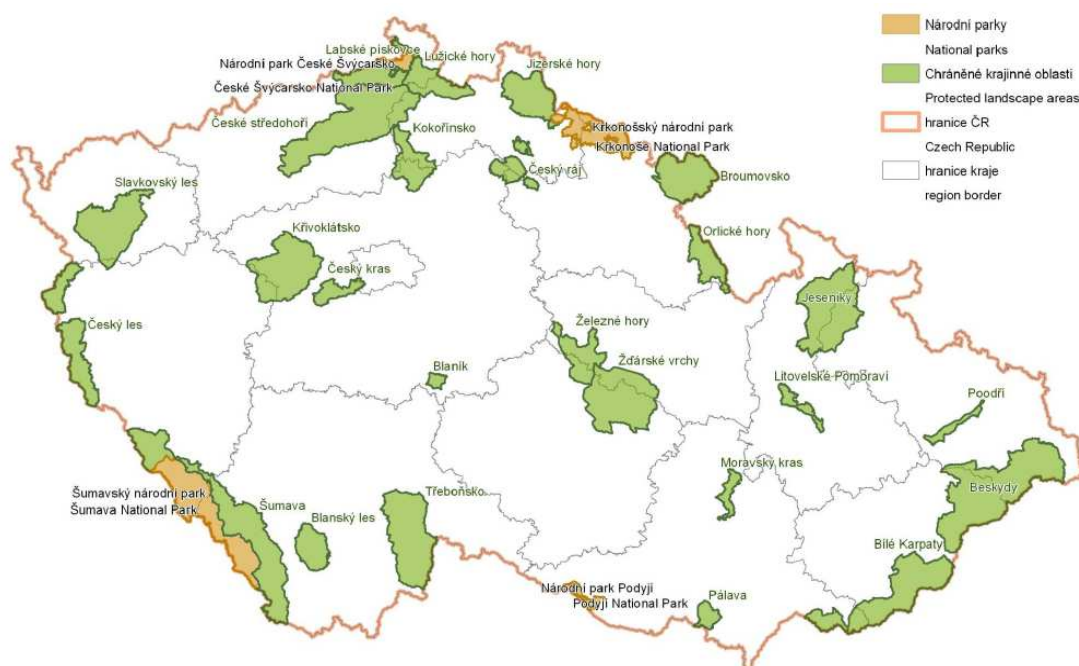 Národní parky
National parks
Chráněné krajinné oblasti
Protected landscape areas
hranice ČR
Czech Republic
hranice kraje
region border
Labské pískovce
Lužické hory
Národní park České Švýcarsko
České Švýcarsko National Park
Jizerské hory
České středohoří
Kokořínsko
Krkonošský národní park
Krkonoše National Park
Český ráj
Broumovsko
Slavkovský les
Křivoklátsko
Český kras
Orlické hory
Jeseníky
Český les
Železné hory
Žďárské vrchy
Blaník
Litovelské Pomoraví
Poodří
Moravský kras
Beskydy
Šumavský národní park
Šumava National Park
Šumava
Blanský les
Třeboňsko
Bílé Karpaty
Národní park Podyjí
Podyjí National Park
Pálava